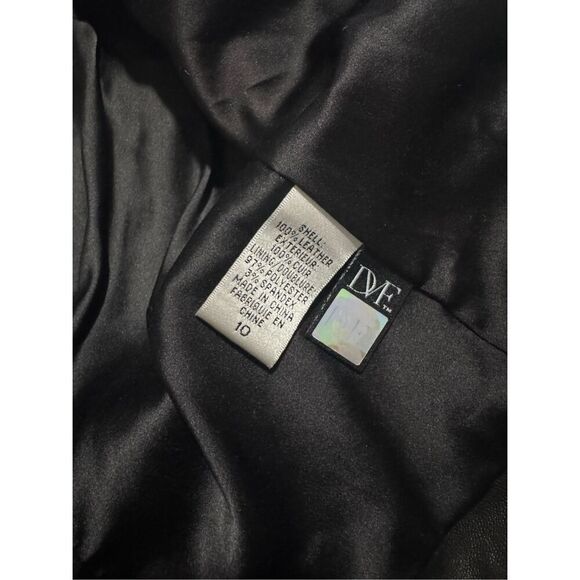 SHELL:
100% LEATHER
EXTERIEUR:
100% CUIR
LINING/DOUBLURE:
97% POLYESTER
3% SPANDEX
MADE IN CHINA
FABRIQUE EN
CHINE
10
DVF™